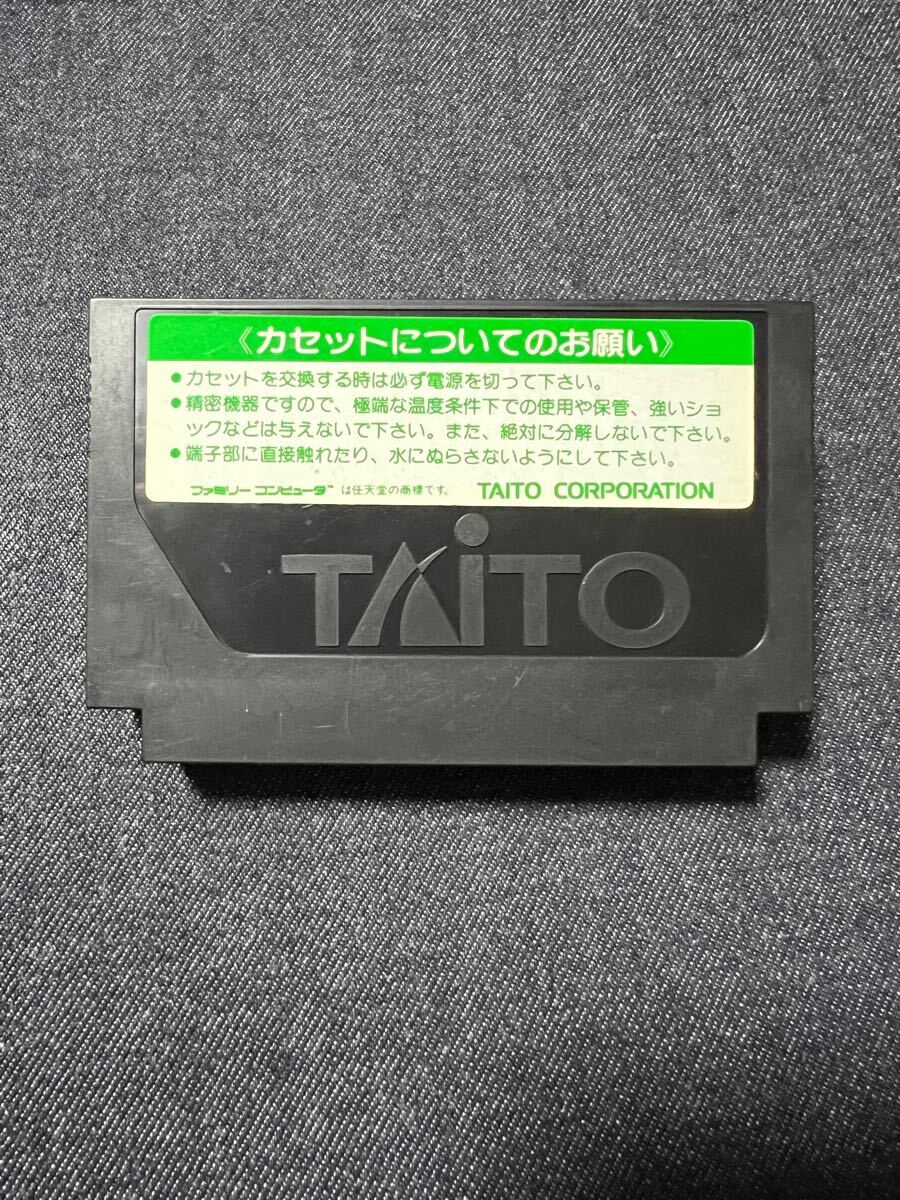 《カセットについてのお願い》
●カセットを交換する時は必ず電源を切って下さい。
●精密機器ですので、極端な温度条件下での使用や保管、強いショ
ックなどは与えないで下さい。また、絶対に分解しないで下さい。
●端子部に直接触れたり、水にぬらさないようにして下さい。
ファミリーコンピュータ™は任天堂の商標です。 TAITO CORPORATION
TAiTO